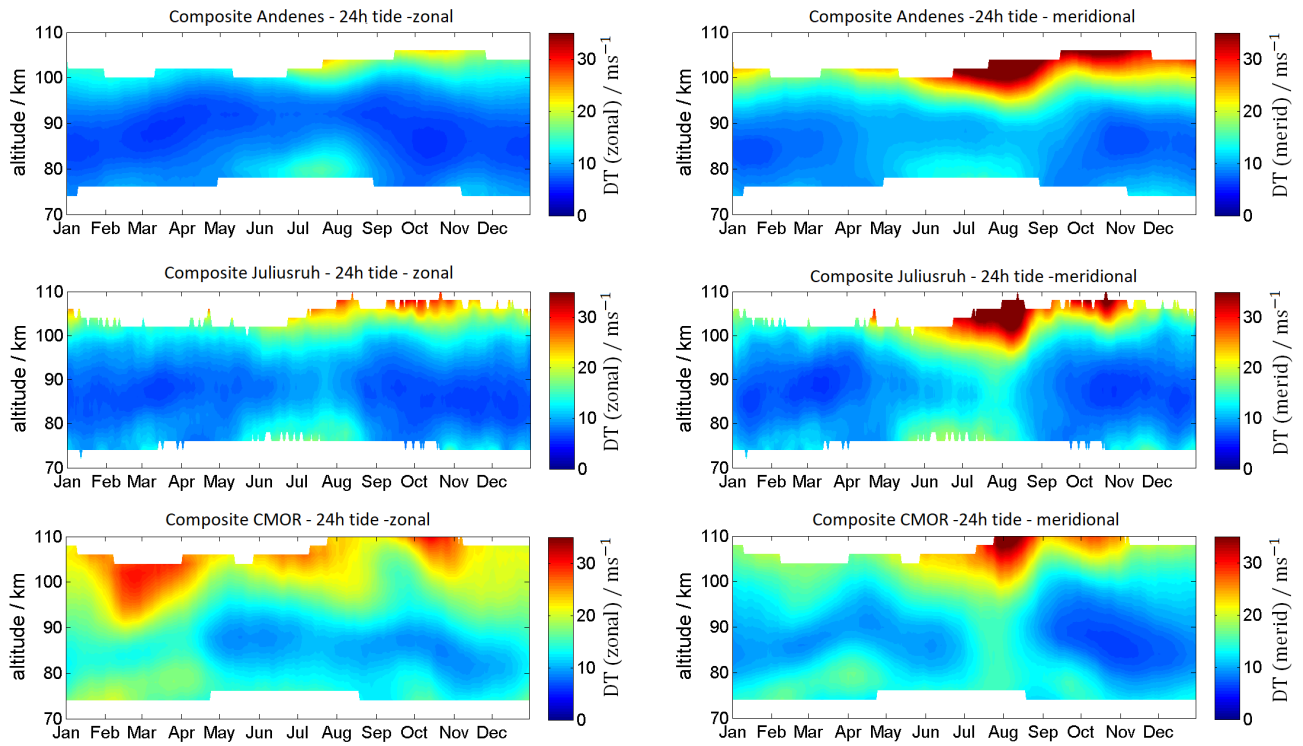 Composite Andenes - 24h tide -zonal
110
100
90
80
70
altitude / km
Jan Feb Mar Apr May Jun Jul Aug Sep Oct Nov Dec
30
20
10
0
DT (zonal) / ms⁻¹
Composite Andenes -24h tide - meridional
110
100
90
80
70
altitude / km
Jan Feb Mar Apr May Jun Jul Aug Sep Oct Nov Dec
30
20
10
0
DT (merid) / ms⁻¹
Composite Juliusruh - 24h tide - zonal
110
100
90
80
70
altitude / km
Jan Feb Mar Apr May Jun Jul Aug Sep Oct Nov Dec
30
20
10
0
DT (zonal) / ms⁻¹
Composite Juliusruh - 24h tide -meridional
110
100
90
80
70
altitude / km
Jan Feb Mar Apr May Jun Jul Aug Sep Oct Nov Dec
30
20
10
0
DT (merid) / ms⁻¹
Composite CMOR - 24h tide -zonal
110
100
90
80
70
altitude / km
Jan Feb Mar Apr May Jun Jul Aug Sep Oct Nov Dec
30
20
10
0
DT (zonal) / ms⁻¹
Composite CMOR -24h tide - meridional
110
100
90
80
70
altitude / km
Jan Feb Mar Apr May Jun Jul Aug Sep Oct Nov Dec
30
20
10
0
DT (merid) / ms⁻¹